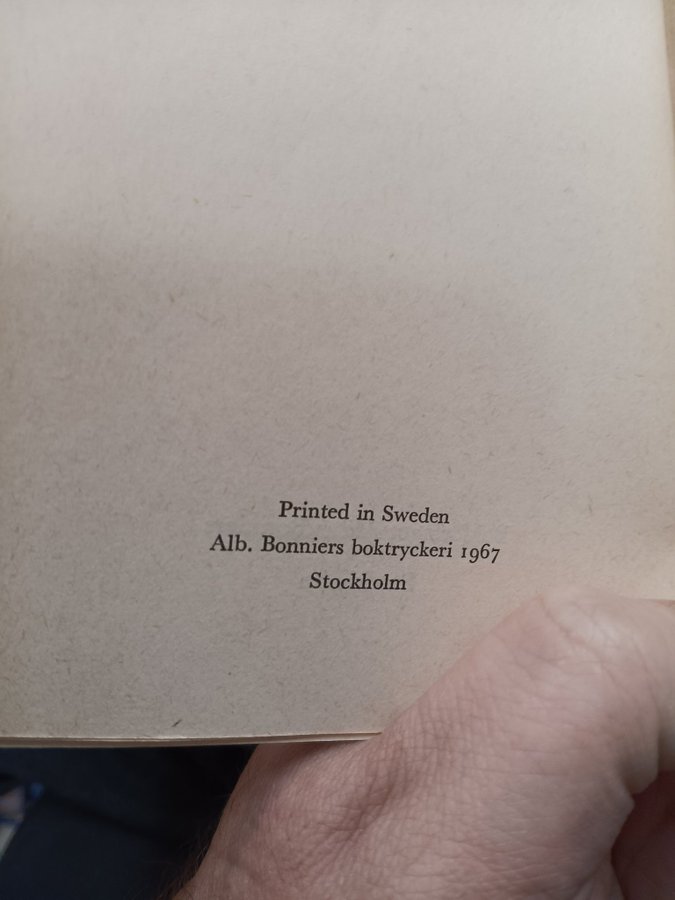 Printed in Sweden
Alb. Bonniers boktryckeri 1967
Stockholm